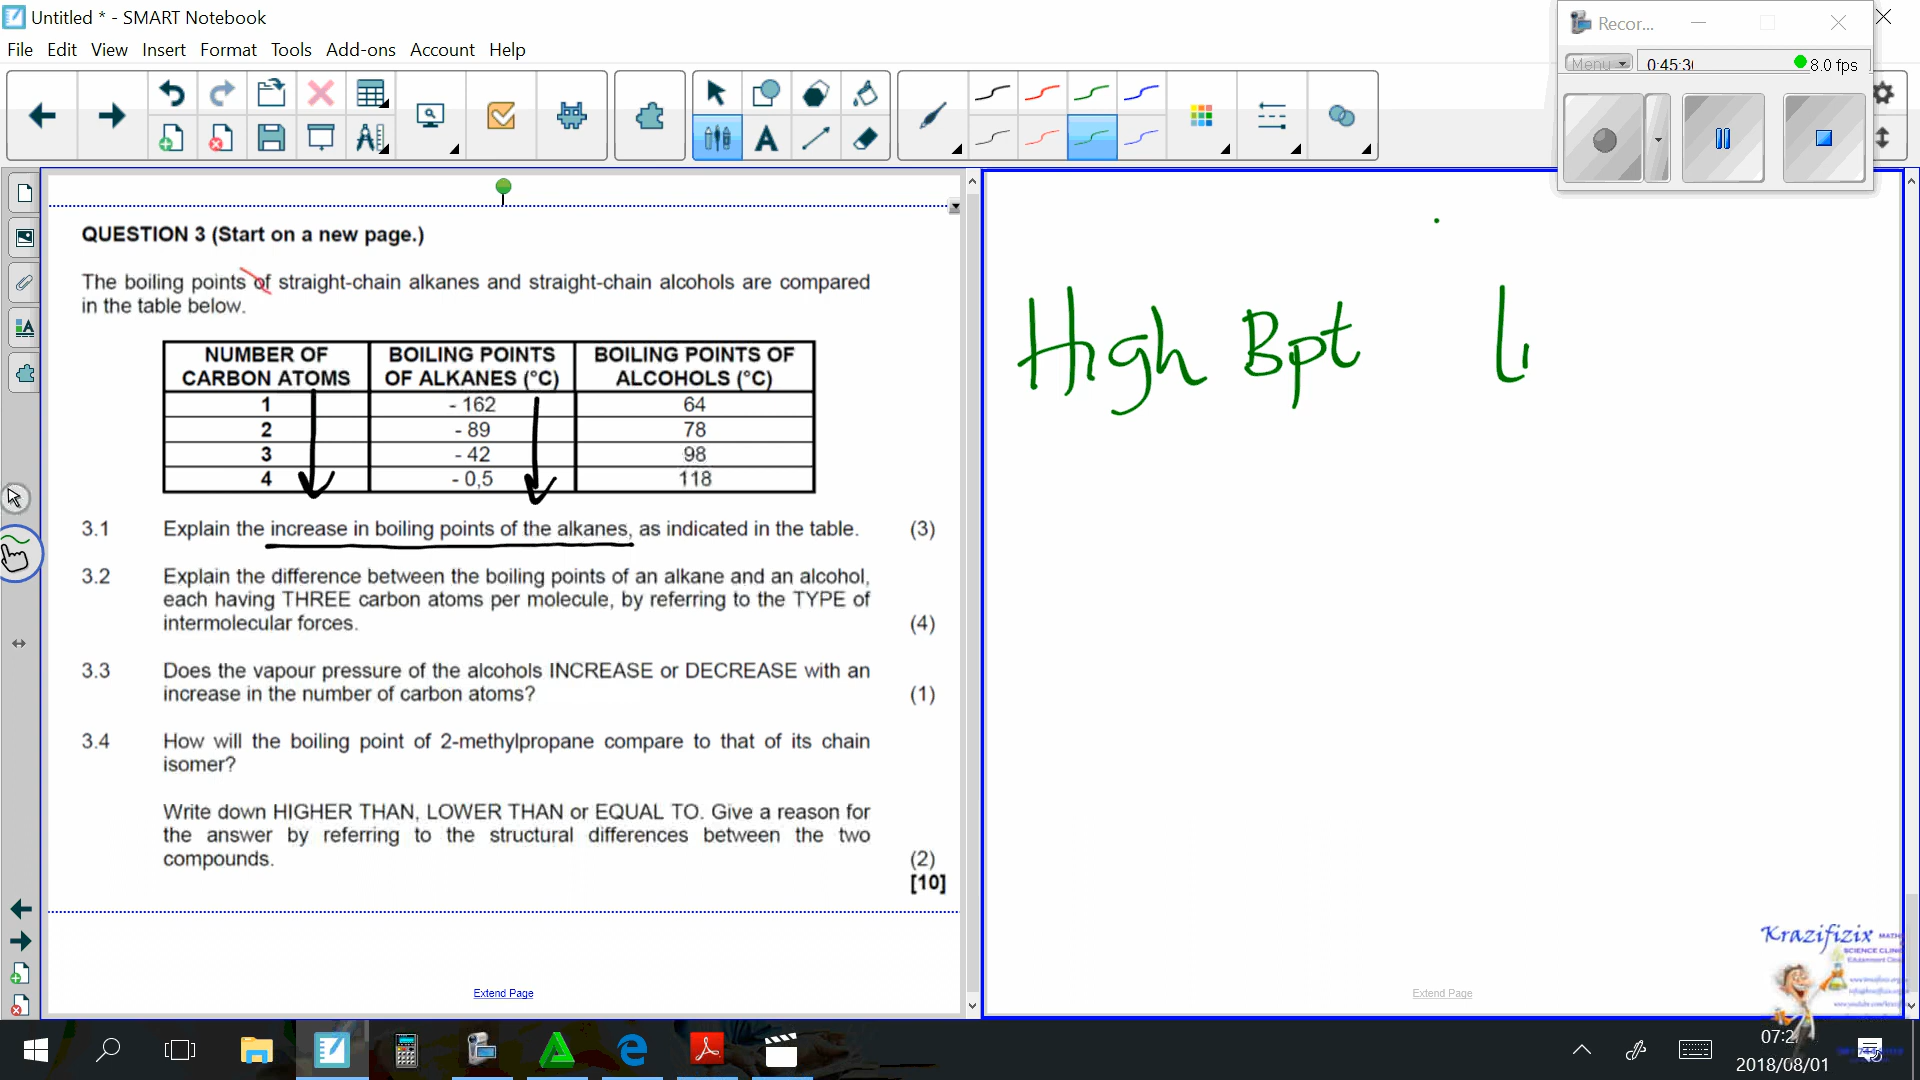 Untitled * - SMART Notebook
Recor...
File Edit View Insert Format Tools Add-ons Account Help
Menu
0:45:3
8.0 fps
QUESTION 3 (Start on a new page.)
The boiling points of straight-chain alkanes and straight-chain alcohols are compared
in the table below.
NUMBER OF CARBON ATOMS BOILING POINTS OF ALKANES (°C) BOILING POINTS OF ALCOHOLS (°C)
1 - 162 64
2 - 89 78
3 - 42 98
4 - 0,5 118
3.1 Explain the increase in boiling points of the alkanes, as indicated in the table. (3)
3.2 Explain the difference between the boiling points of an alkane and an alcohol,
each having THREE carbon atoms per molecule, by referring to the TYPE of
intermolecular forces. (4)
3.3 Does the vapour pressure of the alcohols INCREASE or DECREASE with an
increase in the number of carbon atoms? (1)
3.4 How will the boiling point of 2-methylpropane compare to that of its chain
isomer?
Write down HIGHER THAN, LOWER THAN or EQUAL TO. Give a reason for
the answer by referring to the structural differences between the two
compounds. (2)
[10]
Extend Page
High Bpt
Krazifizix MATH
SCIENCE CLINIC
Extend Page
07:2
2018/08/01